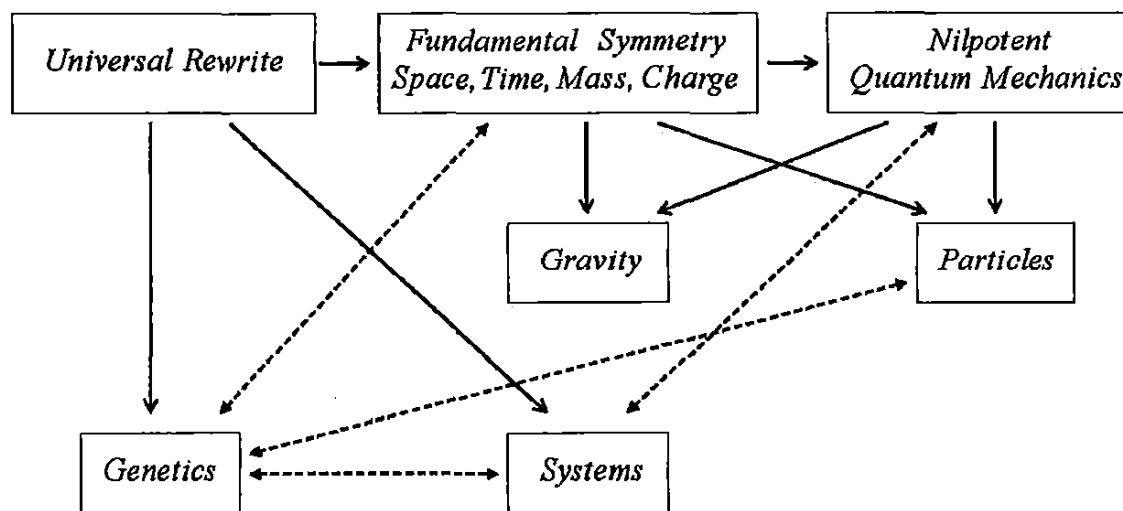 Universal Rewrite
Fundamental Symmetry
Space, Time, Mass, Charge
Nilpotent
Quantum Mechanics
Gravity
Particles
Genetics
Systems